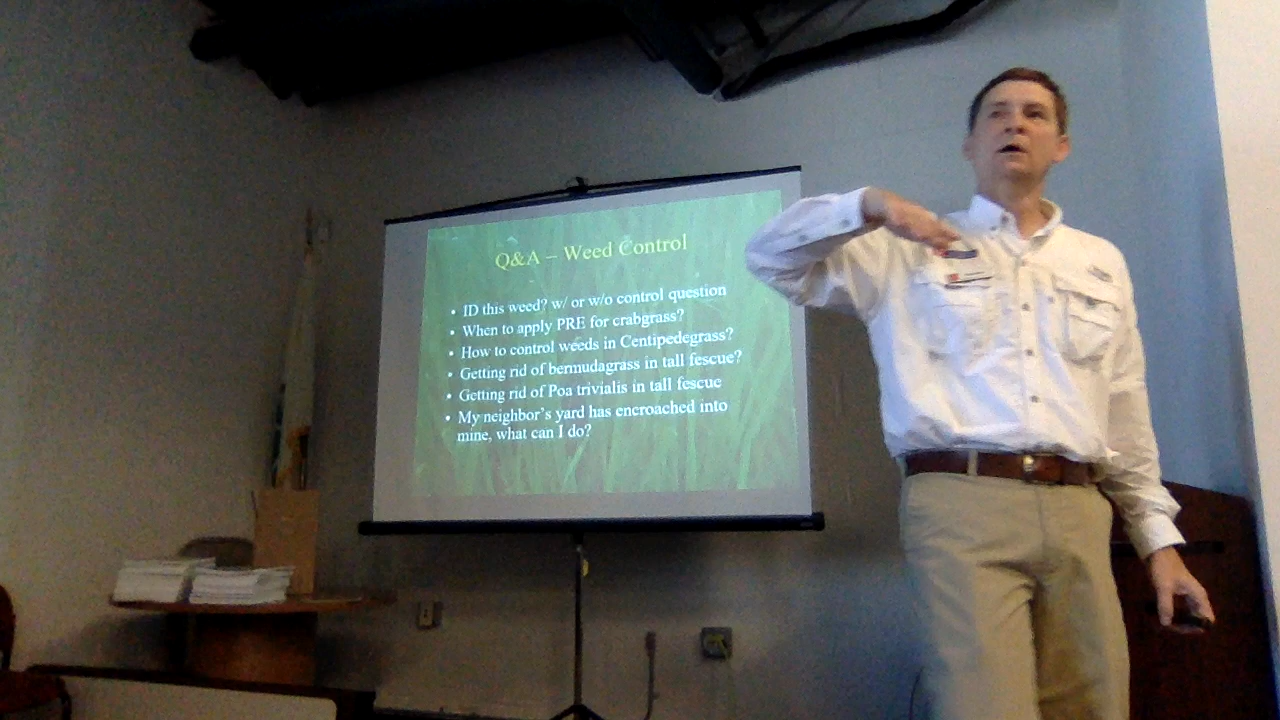 Q&A – Weed Control
• ID this weed? w/ or w/o control question
• When to apply PRE for crabgrass?
• How to control weeds in Centipedegrass?
• Getting rid of bermudagrass in tall fescue?
• Getting rid of Poa trivialis in tall fescue
• My neighbor's yard has encroached into
mine, what can I do?